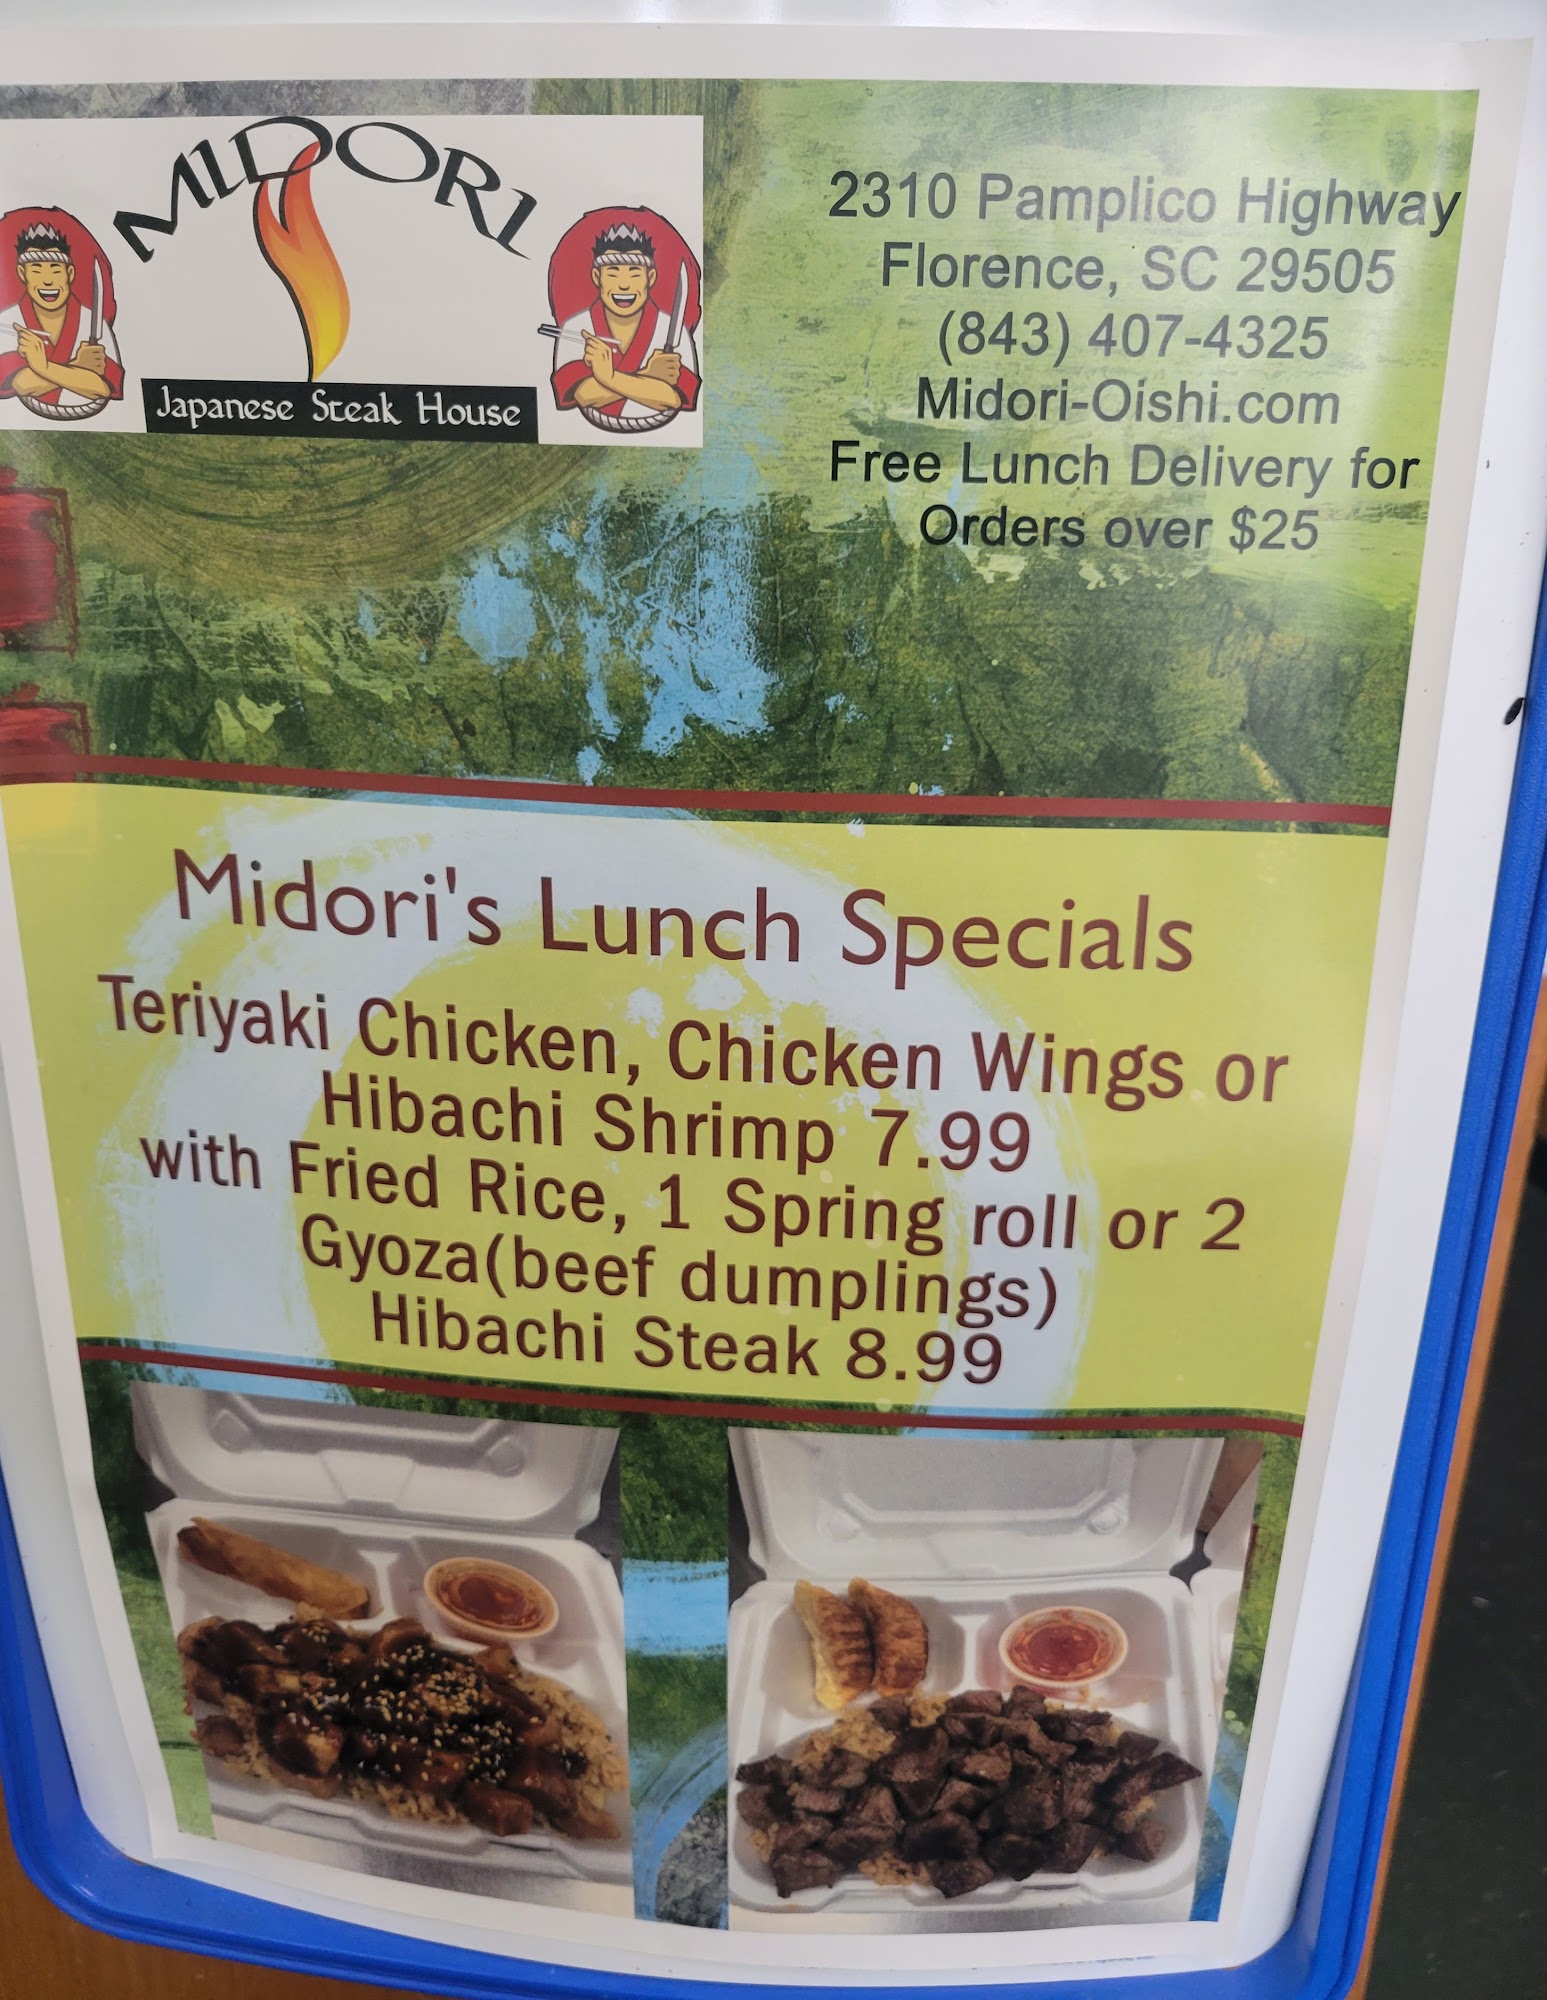 MIDORI
Japanese Steak House
2310 Pamplico Highway
Florence, SC 29505
(843) 407-4325
Midori-Oishi.com
Free Lunch Delivery for
Orders over $25
Midori's Lunch Specials
Teriyaki Chicken, Chicken Wings or
Hibachi Shrimp 7.99
with Fried Rice, 1 Spring roll or 2
Gyoza(beef dumplings)
Hibachi Steak 8.99